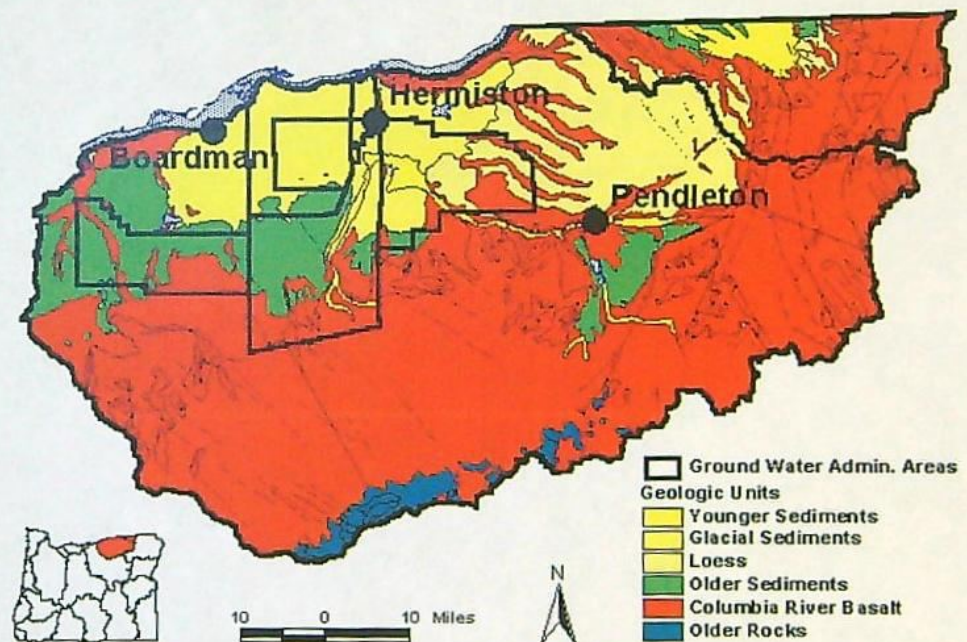 Hermiston
Boardman
Pendleton
Ground Water Admin. Areas
Geologic Units
Younger Sediments
Glacial Sediments
Loess
Older Sediments
Columbia River Basalt
Older Rocks
N
10 0 10 Miles